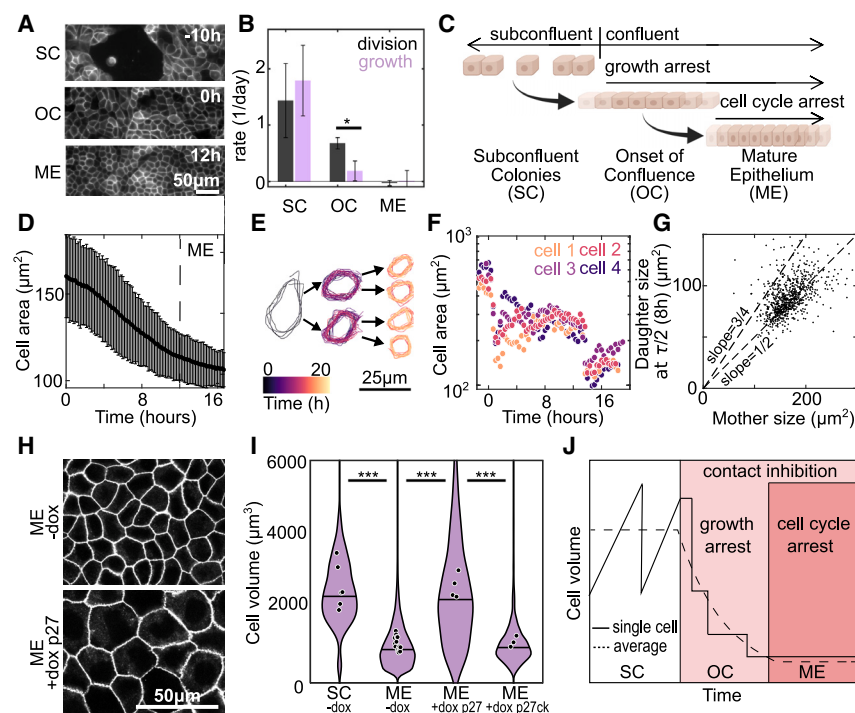 A
SC
-10h
OC
0h
ME
12h
50µm
B
division
growth
*
rate (1/day)
2
1
0
SC
OC
ME
C
subconfluent
confluent
growth arrest
cell cycle arrest
Subconfluent
Colonies
(SC)
Onset of
Confluence
(OC)
Mature
Epithelium
(ME)
D
ME
Cell area (µm²)
150
100
0
8
16
Time (hours)
E
0
20
Time (h)
25µm
F
cell 1
cell 2
cell 3
cell 4
Cell area (µm²)
10³
10²
0
8
16
Time (hours)
G
Daughter size
at τ/2 (8h) (µm²)
100
0
slope=3/4
slope=1/2
0
100
200
Mother size (µm²)
H
ME
-dox
ME
+dox p27
50µm
I
Cell volume (µm³)
6000
4000
2000
0
***
***
***
SC
-dox
ME
-dox
ME
+dox p27
ME
+dox p27ck
J
contact inhibition
growth
arrest
cell cycle
arrest
Cell volume
single cell
average
SC
OC
ME
Time